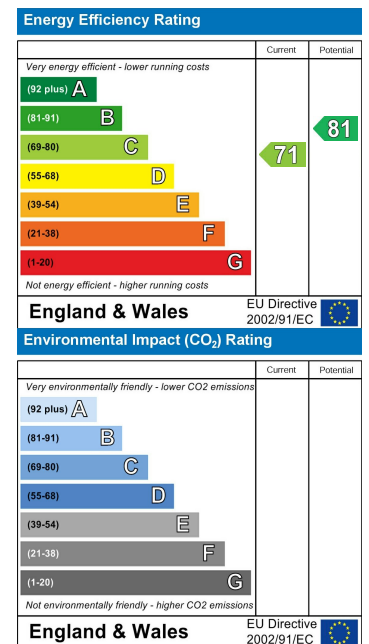 Energy Efficiency Rating
Current Potential
Very energy efficient - lower running costs
(92 plus) A
(81-91) B
81
(69-80) C
71
(55-68) D
(39-54) E
(21-38) F
(1-20) G
Not energy efficient - higher running costs
England & Wales
EU Directive
2002/91/EC
Environmental Impact (CO₂) Rating
Current Potential
Very environmentally friendly - lower CO2 emissions
(92 plus) A
(81-91) B
(69-80) C
(55-68) D
(39-54) E
(21-38) F
(1-20) G
Not environmentally friendly - higher CO2 emissions
England & Wales
EU Directive
2002/91/EC